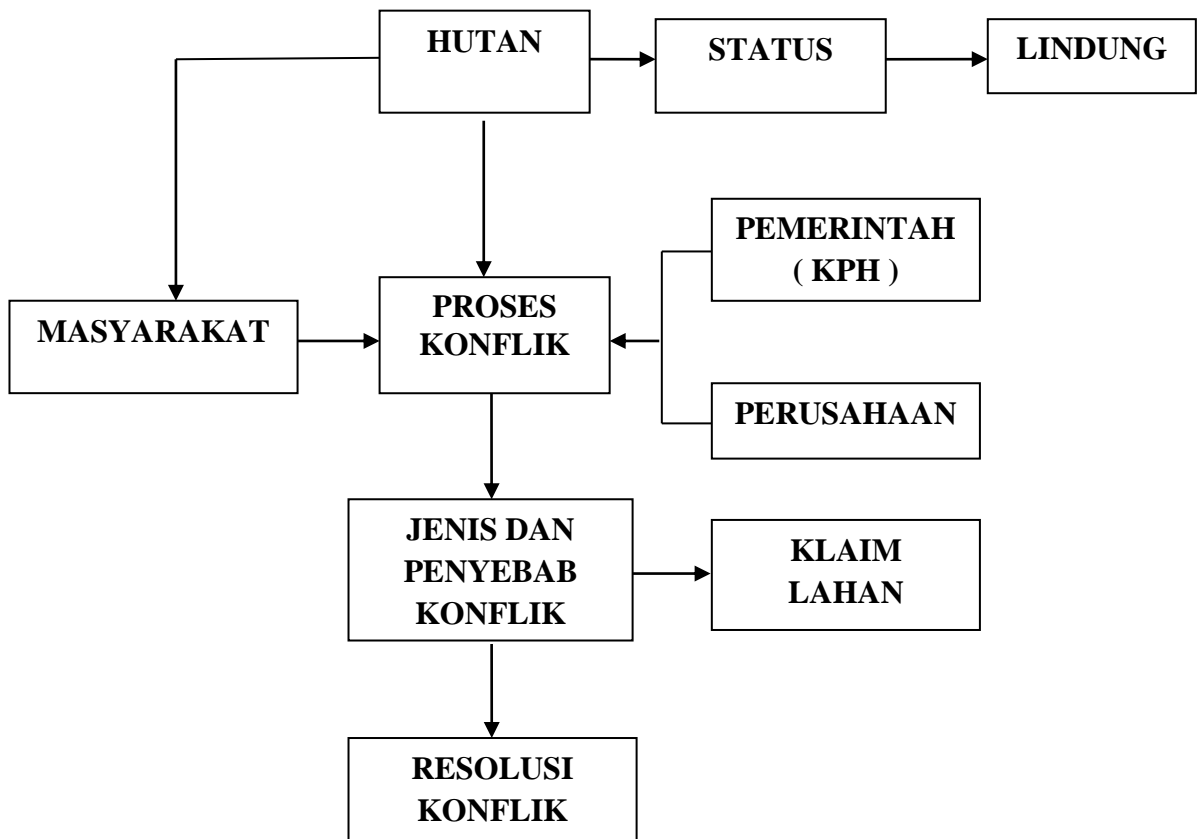 HUTAN
STATUS
LINDUNG
PEMERINTAH
( KPH )
MASYARAKAT
PROSES
KONFLIK
PERUSAHAAN
JENIS DAN
PENYEBAB
KONFLIK
KLAIM
LAHAN
RESOLUSI
KONFLIK